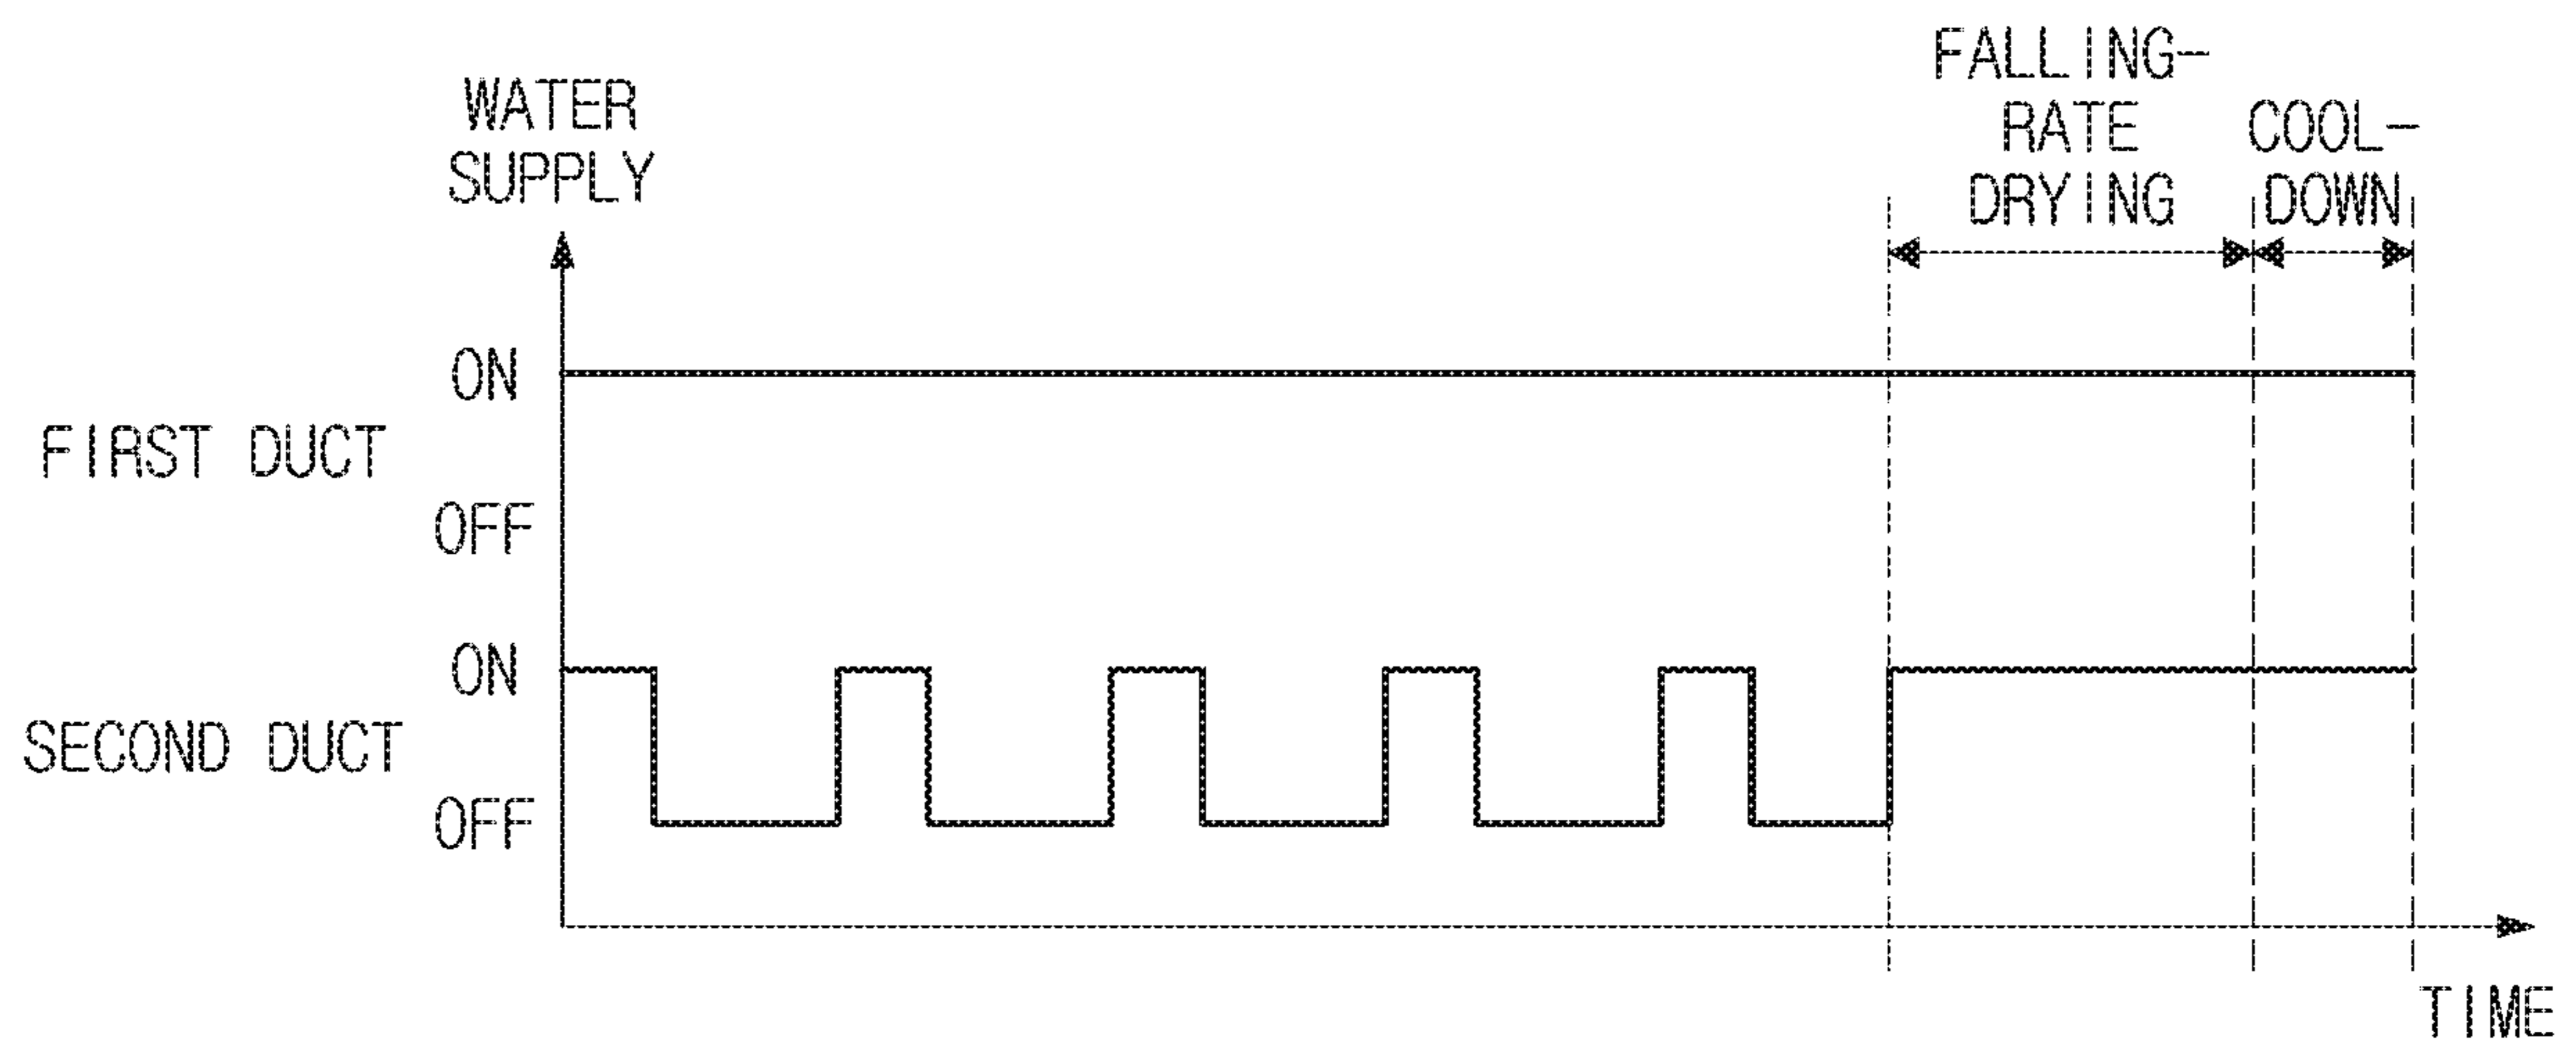 WATER
SUPPLY
FALLING-
RATE
DRYING
COOL-
DOWN
ON
FIRST DUCT
OFF
ON
SECOND DUCT
OFF
TIME